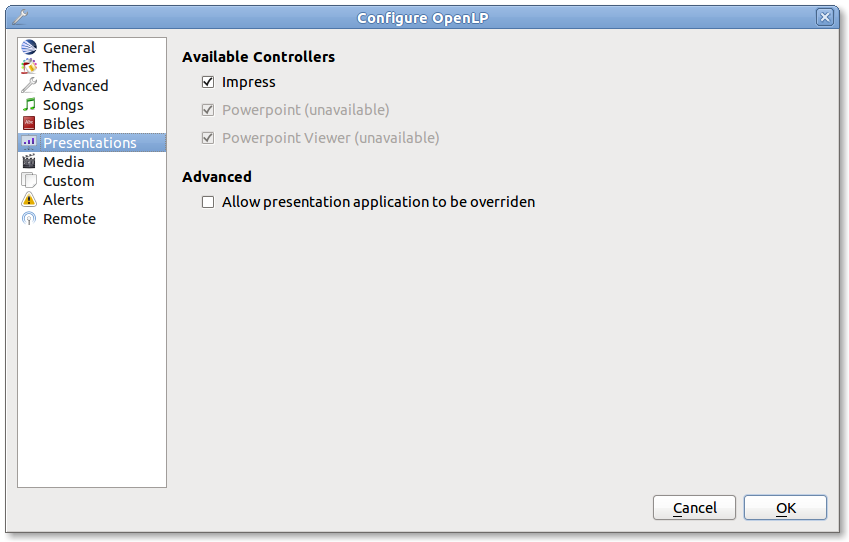 Configure OpenLP
General
Themes
Advanced
Songs
Bibles
Presentations
Media
Custom
Alerts
Remote
Available Controllers
Impress
Powerpoint (unavailable)
Powerpoint Viewer (unavailable)
Advanced
Allow presentation application to be overriden
Cancel
OK